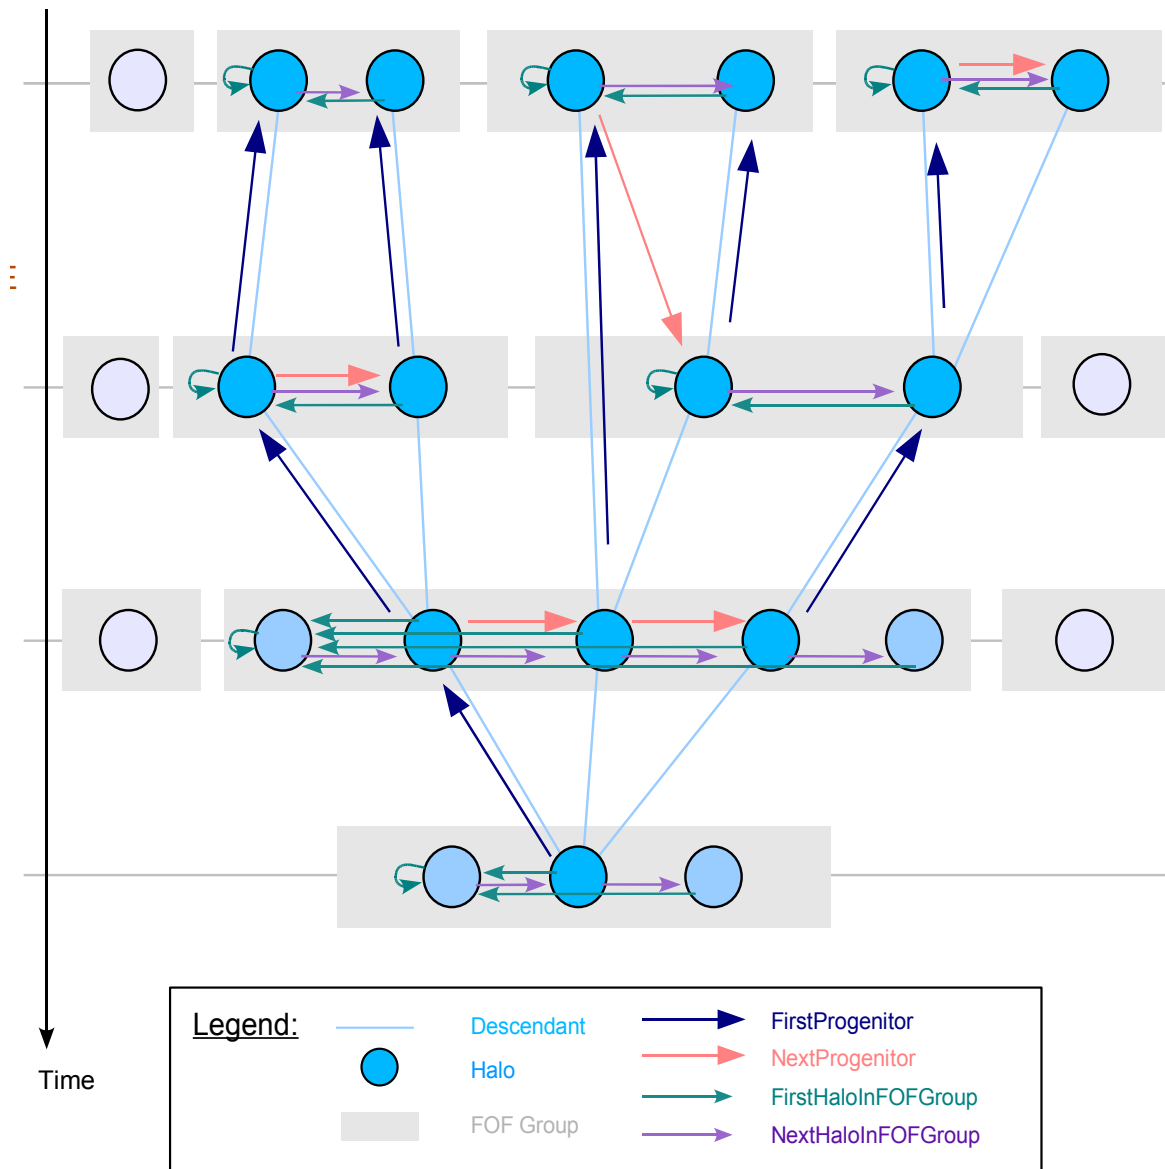 ...
Time
Legend:
Descendant
Halo
FOF Group
FirstProgenitor
NextProgenitor
FirstHaloInFOFGroup
NextHaloInFOFGroup